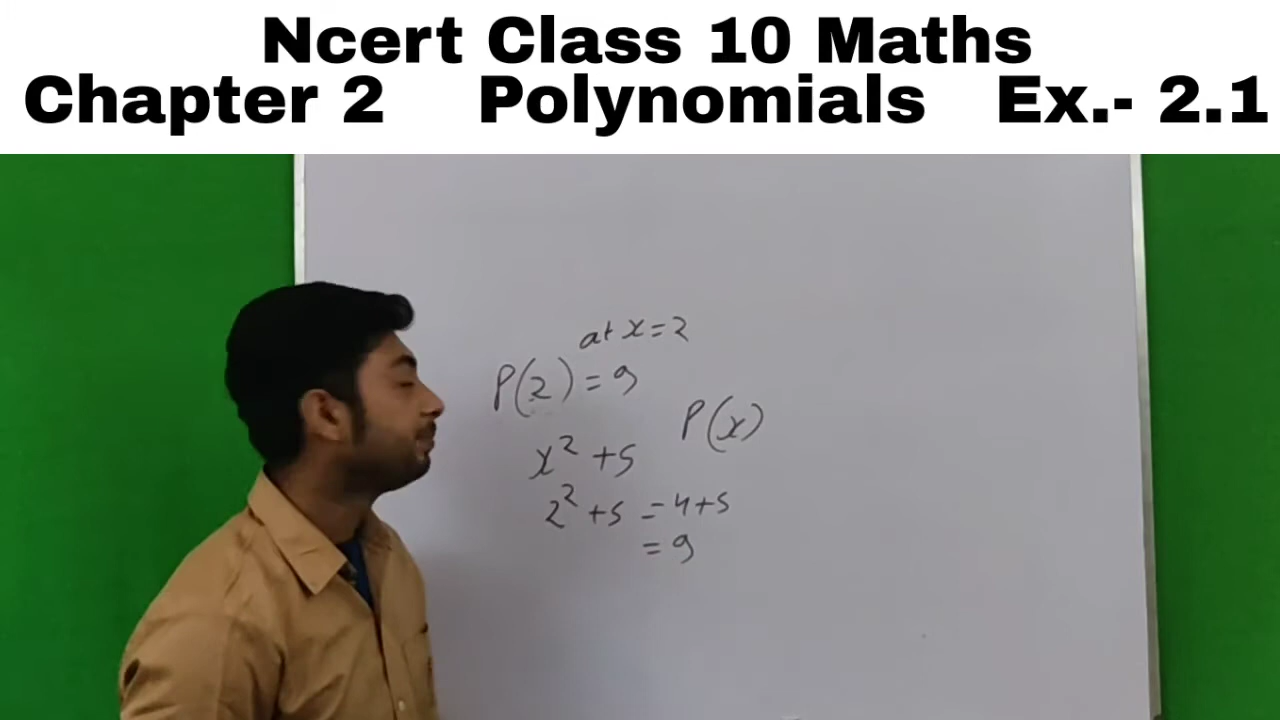 Ncert Class 10 Maths
Chapter 2 Polynomials Ex.- 2.1
at x=2
P(2) = 9
P(x)
x² +5
2² +5 = 4+5
= 9